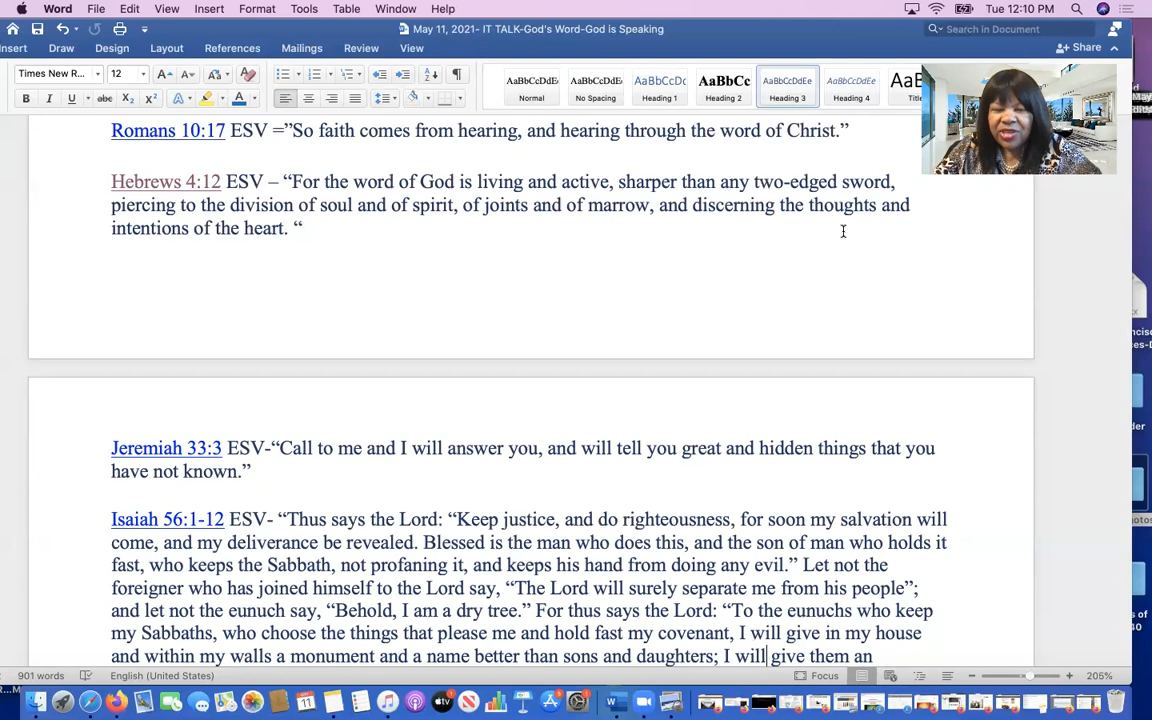 Word File Edit View Insert Format Tools Table Window Help Tue 12:10 PM
May 11, 2021- IT TALK-God's Word-God is Speaking
Search in Document
Insert Draw Design Layout References Mailings Review View Share
Times New R... 12
AaBbCcDdEe AaBbCcDdEe AaBbCcDc AaBbCc AaBbCcDdEe AaBbCcDdEe
Normal No Spacing Heading 1 Heading 2 Heading 3 Heading 4
Romans 10:17 ESV =”So faith comes from hearing, and hearing through the word of Christ.”
Hebrews 4:12 ESV – “For the word of God is living and active, sharper than any two-edged sword,
piercing to the division of soul and of spirit, of joints and of marrow, and discerning the thoughts and
intentions of the heart. “
Jeremiah 33:3 ESV-“Call to me and I will answer you, and will tell you great and hidden things that you
have not known.”
Isaiah 56:1-12 ESV- “Thus says the Lord: “Keep justice, and do righteousness, for soon my salvation will
come, and my deliverance be revealed. Blessed is the man who does this, and the son of man who holds it
fast, who keeps the Sabbath, not profaning it, and keeps his hand from doing any evil.” Let not the
foreigner who has joined himself to the Lord say, “The Lord will surely separate me from his people”;
and let not the eunuch say, “Behold, I am a dry tree.” For thus says the Lord: “To the eunuchs who keep
my Sabbaths, who choose the things that please me and hold fast my covenant, I will give in my house
and within my walls a monument and a name better than sons and daughters; I will give them an
901 words English (United States) Focus 205%